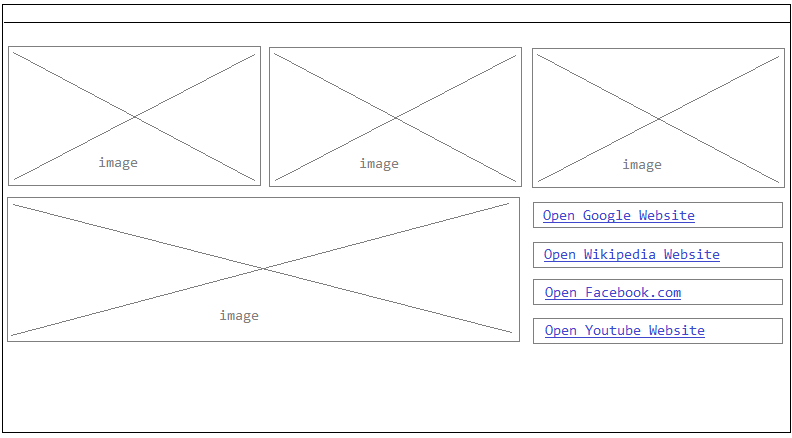 image
image
image
image
Open Google Website
Open Wikipedia Website
Open Facebook.com
Open Youtube Website